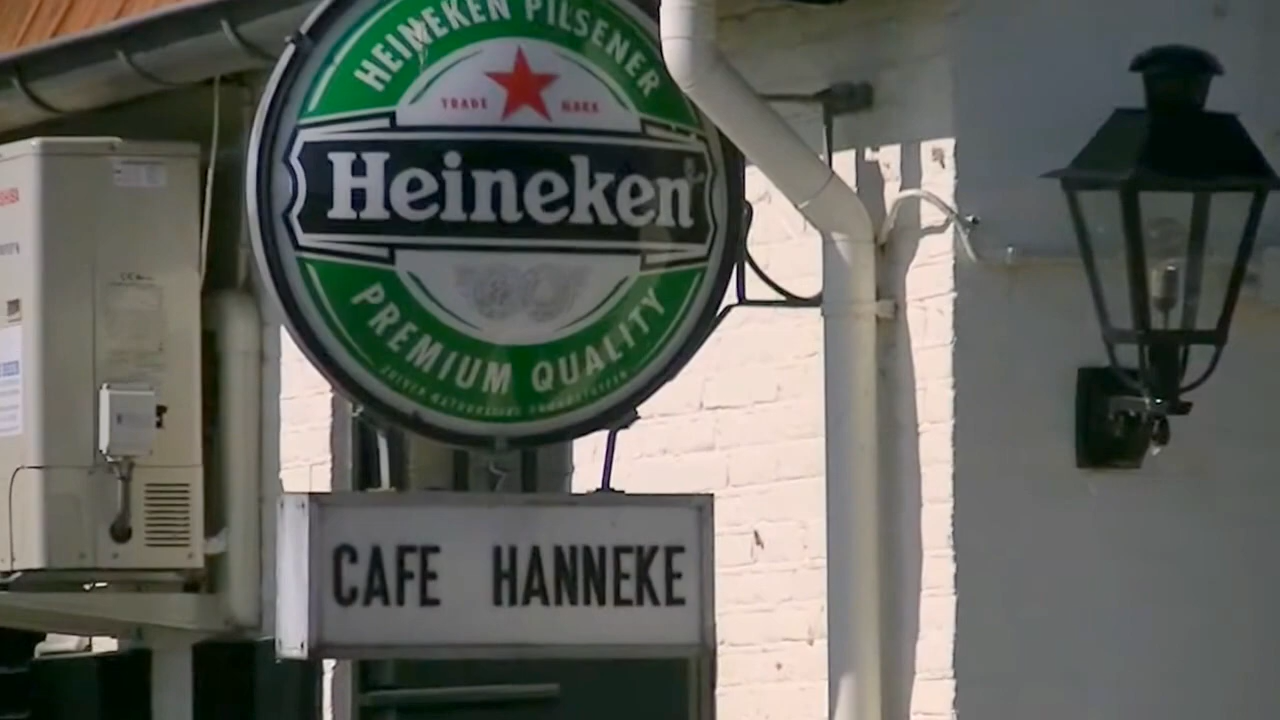 HEINEKEN PILSENER
TRADE MARK
Heineken
PREMIUM QUALITY
CAFE HANNEKE